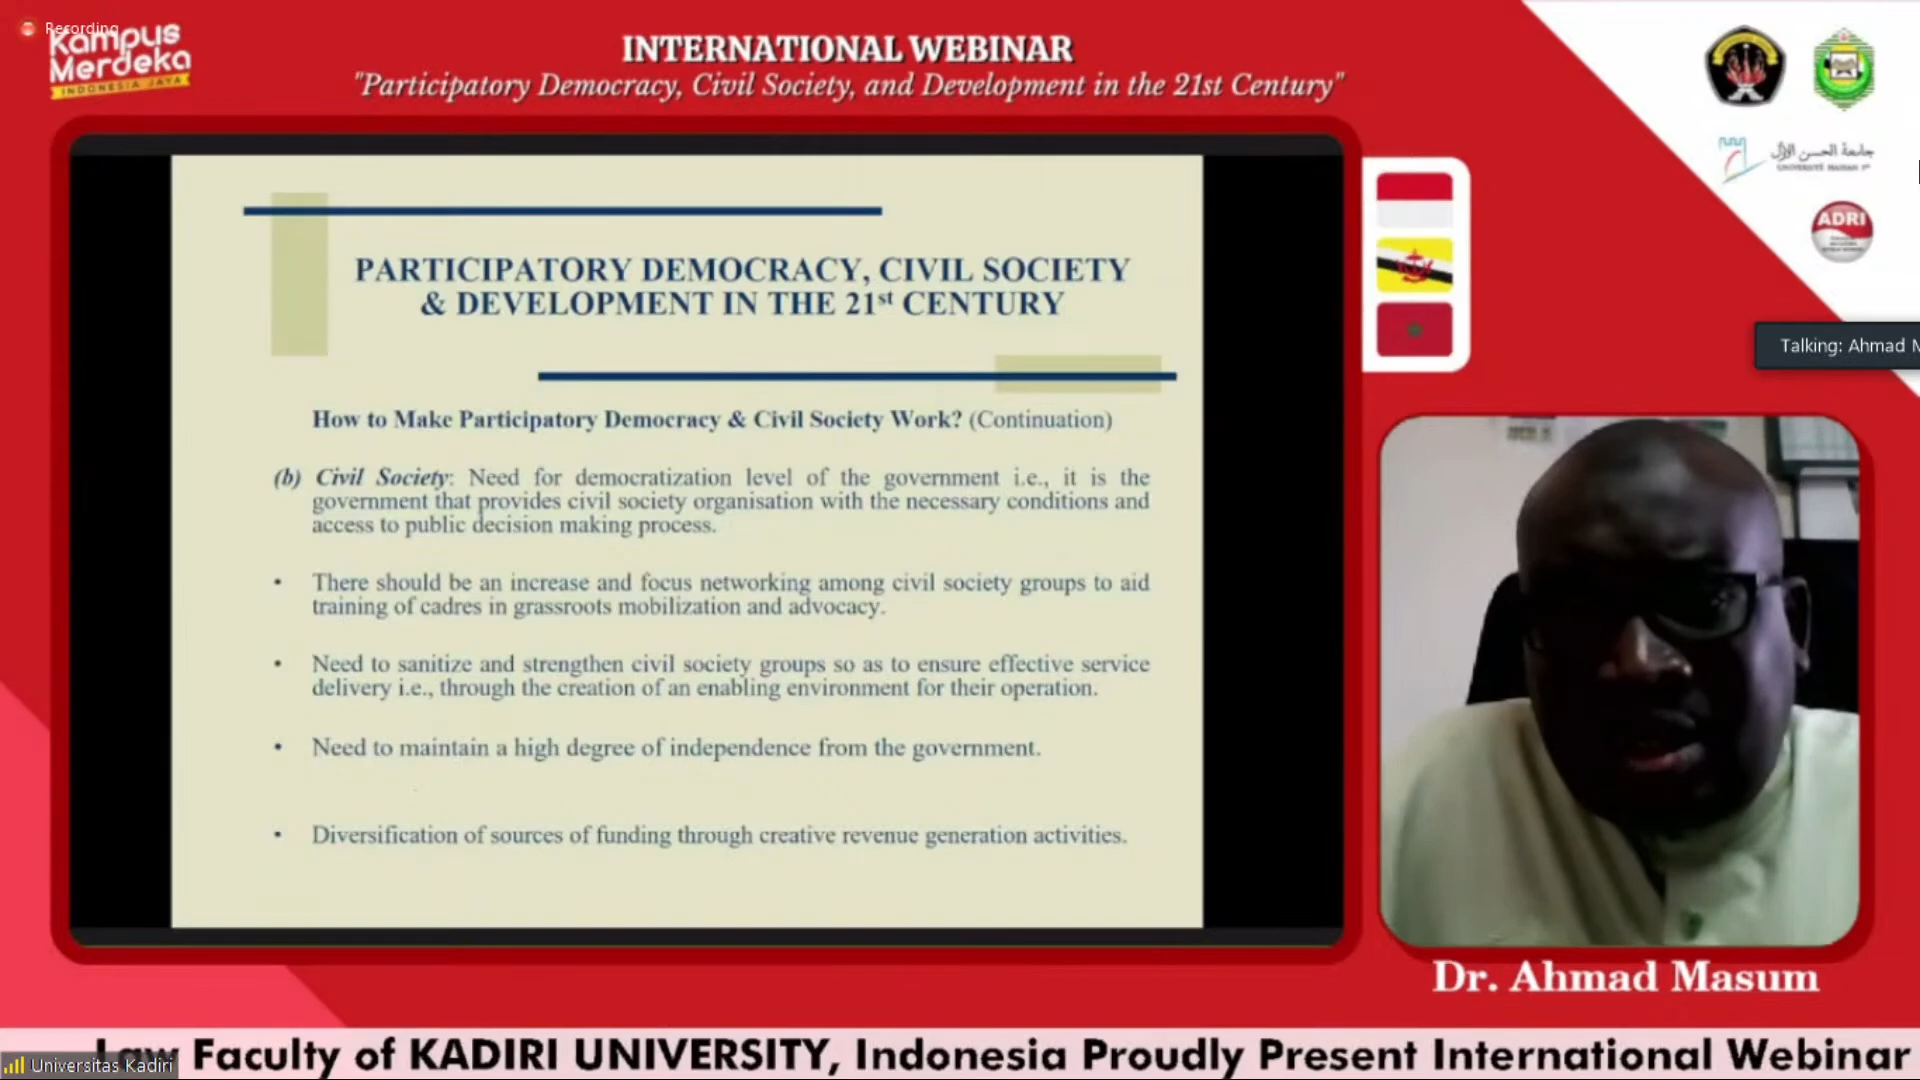 Recording
Kampus
Merdeka
INDONESIA JAYA
INTERNATIONAL WEBINAR
"Participatory Democracy, Civil Society, and Development in the 21st Century"
جامعة الحسن الأول
UNIVERSITÉ HASSAN 1er
ADRI
Talking: Ahmad M
PARTICIPATORY DEMOCRACY, CIVIL SOCIETY
& DEVELOPMENT IN THE 21st CENTURY
How to Make Participatory Democracy & Civil Society Work? (Continuation)
(b) Civil Society: Need for democratization level of the government i.e., it is the
government that provides civil society organisation with the necessary conditions and
access to public decision making process.
• There should be an increase and focus networking among civil society groups to aid
training of cadres in grassroots mobilization and advocacy.
• Need to sanitize and strengthen civil society groups so as to ensure effective service
delivery i.e., through the creation of an enabling environment for their operation.
• Need to maintain a high degree of independence from the government.
• Diversification of sources of funding through creative revenue generation activities.
Dr. Ahmad Masum
Law Faculty of KADIRI UNIVERSITY, Indonesia Proudly Present International Webinar
Universitas Kadiri